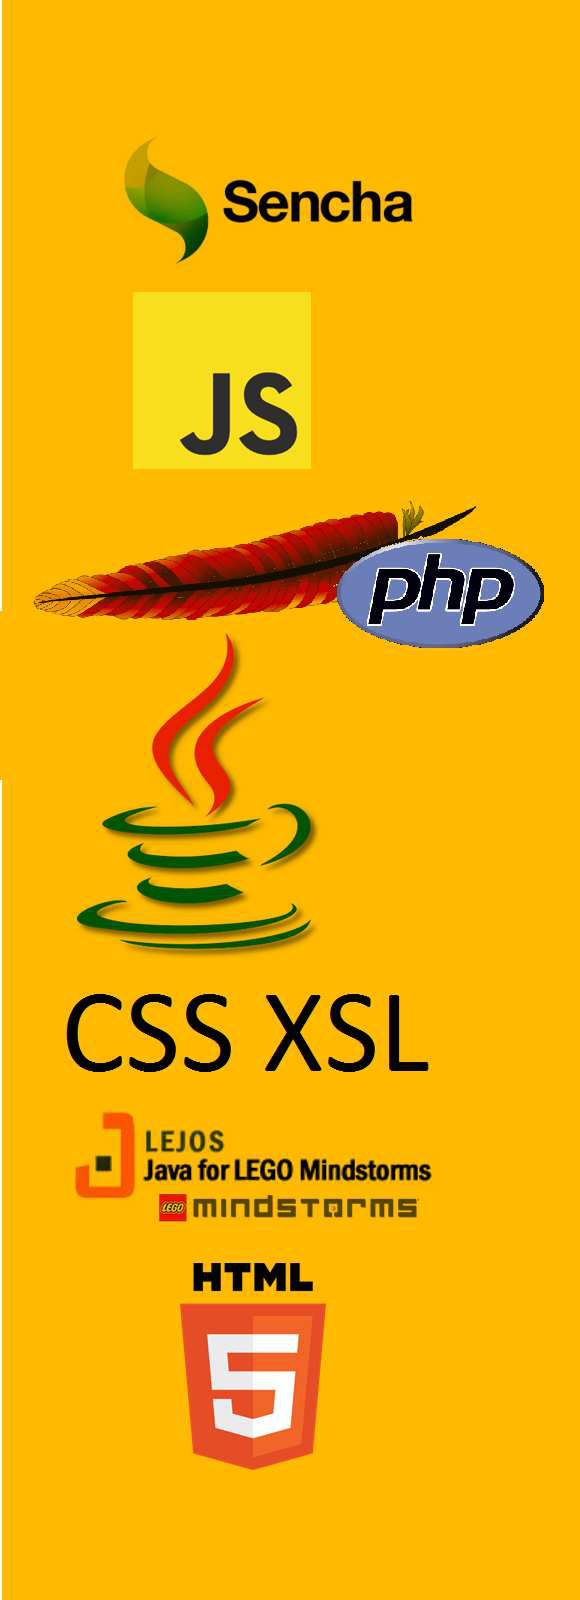 Sencha
JS
php
CSS XSL
LEJOS
Java for LEGO Mindstorms
LEGO mindstorms
HTML
5